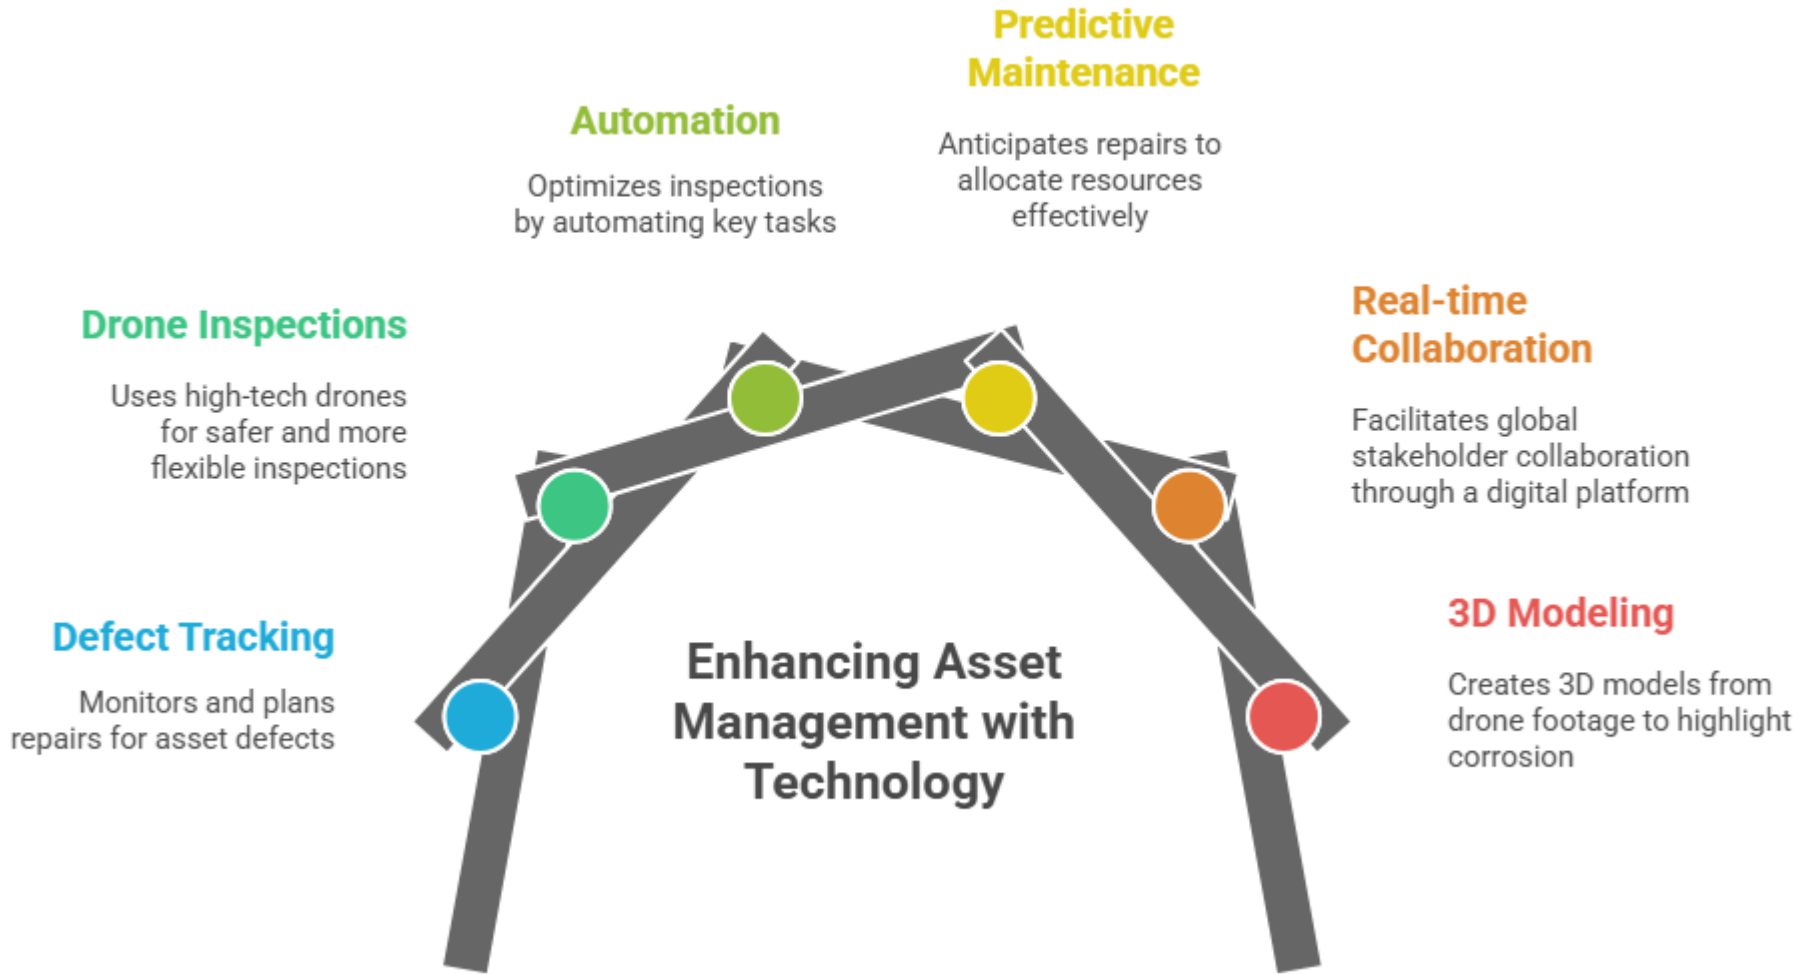 Predictive
Maintenance
Anticipates repairs to
allocate resources
effectively
Automation
Optimizes inspections
by automating key tasks
Drone Inspections
Uses high-tech drones
for safer and more
flexible inspections
Real-time
Collaboration
Facilitates global
stakeholder collaboration
through a digital platform
Defect Tracking
Monitors and plans
repairs for asset defects
3D Modeling
Creates 3D models from
drone footage to highlight
corrosion
Enhancing Asset
Management with
Technology